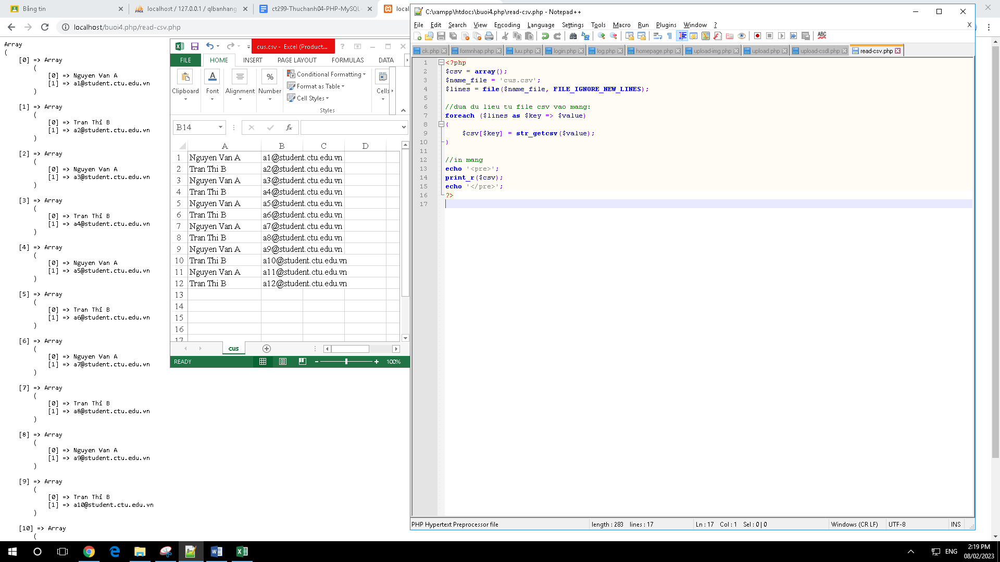 Bảng tin
localhost / 127.0.0.1 / qlbanhang
ct299-Thuchanh04-PHP-MySQL-
local
localhost/buoi4.php/read-csv.php
Array
(
[0] => Array
(
[0] => Nguyen Van A
[1] => a1@student.ctu.edu.vn
)
[1] => Array
(
[0] => Tran Thi B
[1] => a2@student.ctu.edu.vn
)
[2] => Array
(
[0] => Nguyen Van A
[1] => a3@student.ctu.edu.vn
)
[3] => Array
(
[0] => Tran Thi B
[1] => a4@student.ctu.edu.vn
)
[4] => Array
(
[0] => Nguyen Van A
[1] => a5@student.ctu.edu.vn
)
[5] => Array
(
[0] => Tran Thi B
[1] => a6@student.ctu.edu.vn
)
[6] => Array
(
[0] => Nguyen Van A
[1] => a7@student.ctu.edu.vn
)
[7] => Array
(
[0] => Tran Thi B
[1] => a8@student.ctu.edu.vn
)
[8] => Array
(
[0] => Nguyen Van A
[1] => a9@student.ctu.edu.vn
)
[9] => Array
(
[0] => Tran Thi B
[1] => a10@student.ctu.edu.vn
)
[10] => Array
(
cus.csv - Excel (Product...
FILE HOME INSERT PAGE LAYOUT FORMULAS DATA
Clipboard Font Alignment Number
Conditional Formatting
Format as Table
Cell Styles
Styles
Cells
B14
A B C D
1 Nguyen Van A a1@student.ctu.edu.vn
2 Tran Thi B a2@student.ctu.edu.vn
3 Nguyen Van A a3@student.ctu.edu.vn
4 Tran Thi B a4@student.ctu.edu.vn
5 Nguyen Van A a5@student.ctu.edu.vn
6 Tran Thi B a6@student.ctu.edu.vn
7 Nguyen Van A a7@student.ctu.edu.vn
8 Tran Thi B a8@student.ctu.edu.vn
9 Nguyen Van A a9@student.ctu.edu.vn
10 Tran Thi B a10@student.ctu.edu.vn
11 Nguyen Van A a11@student.ctu.edu.vn
12 Tran Thi B a12@student.ctu.edu.vn
13
14
15
16
17
cus
READY
100%
C:\xampp\htdocs\buoi4.php\read-csv.php - Notepad++
File Edit Search View Encoding Language Settings Tools Macro Run Plugins Window ? X
ck.php formnhap.php luu.php login.php log.php homepage.php upload-img.php upload.php upload-csdl.php read-csv.php
1 <?php
2 $csv = array();
3 $name_file = 'cus.csv';
4 $lines = file($name_file, FILE_IGNORE_NEW_LINES);
5
6 //dua du lieu tu file csv vao mang:
7 foreach ($lines as $key => $value)
8 {
9 $csv[$key] = str_getcsv($value);
10 }
11
12 //in mang
13 echo '<pre>';
14 print_r($csv);
15 echo '</pre>';
16 ?>
17
PHP Hypertext Preprocessor file
length : 283 lines : 17
Ln : 17 Col : 1 Sel : 0 | 0
Windows (CR LF)
UTF-8
INS
ENG
2:19 PM
08/02/2023